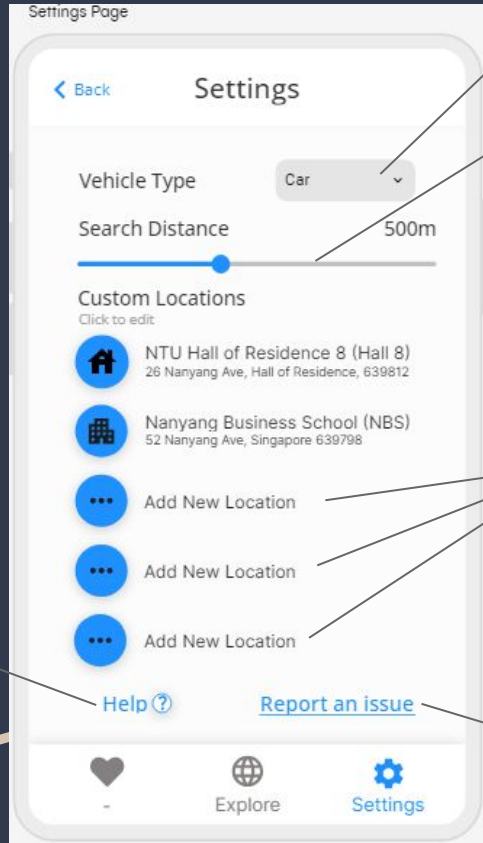 Settings Page
Back
Settings
Vehicle Type
Car
Search Distance
500m
Custom Locations
Click to edit
NTU Hall of Residence 8 (Hall 8)
26 Nanyang Ave, Hall of Residence, 639812
Nanyang Business School (NBS)
52 Nanyang Ave, Singapore 639798
Add New Location
Add New Location
Add New Location
Help ?
Report an issue
-
Explore
Settings